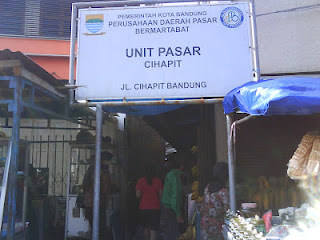 PEMERINTAH KOTA BANDUNG
PERUSAHAAN DAERAH PASAR
BERMARTABAT
UNIT PASAR
CIHAPIT
JL. CIHAPIT BANDUNG